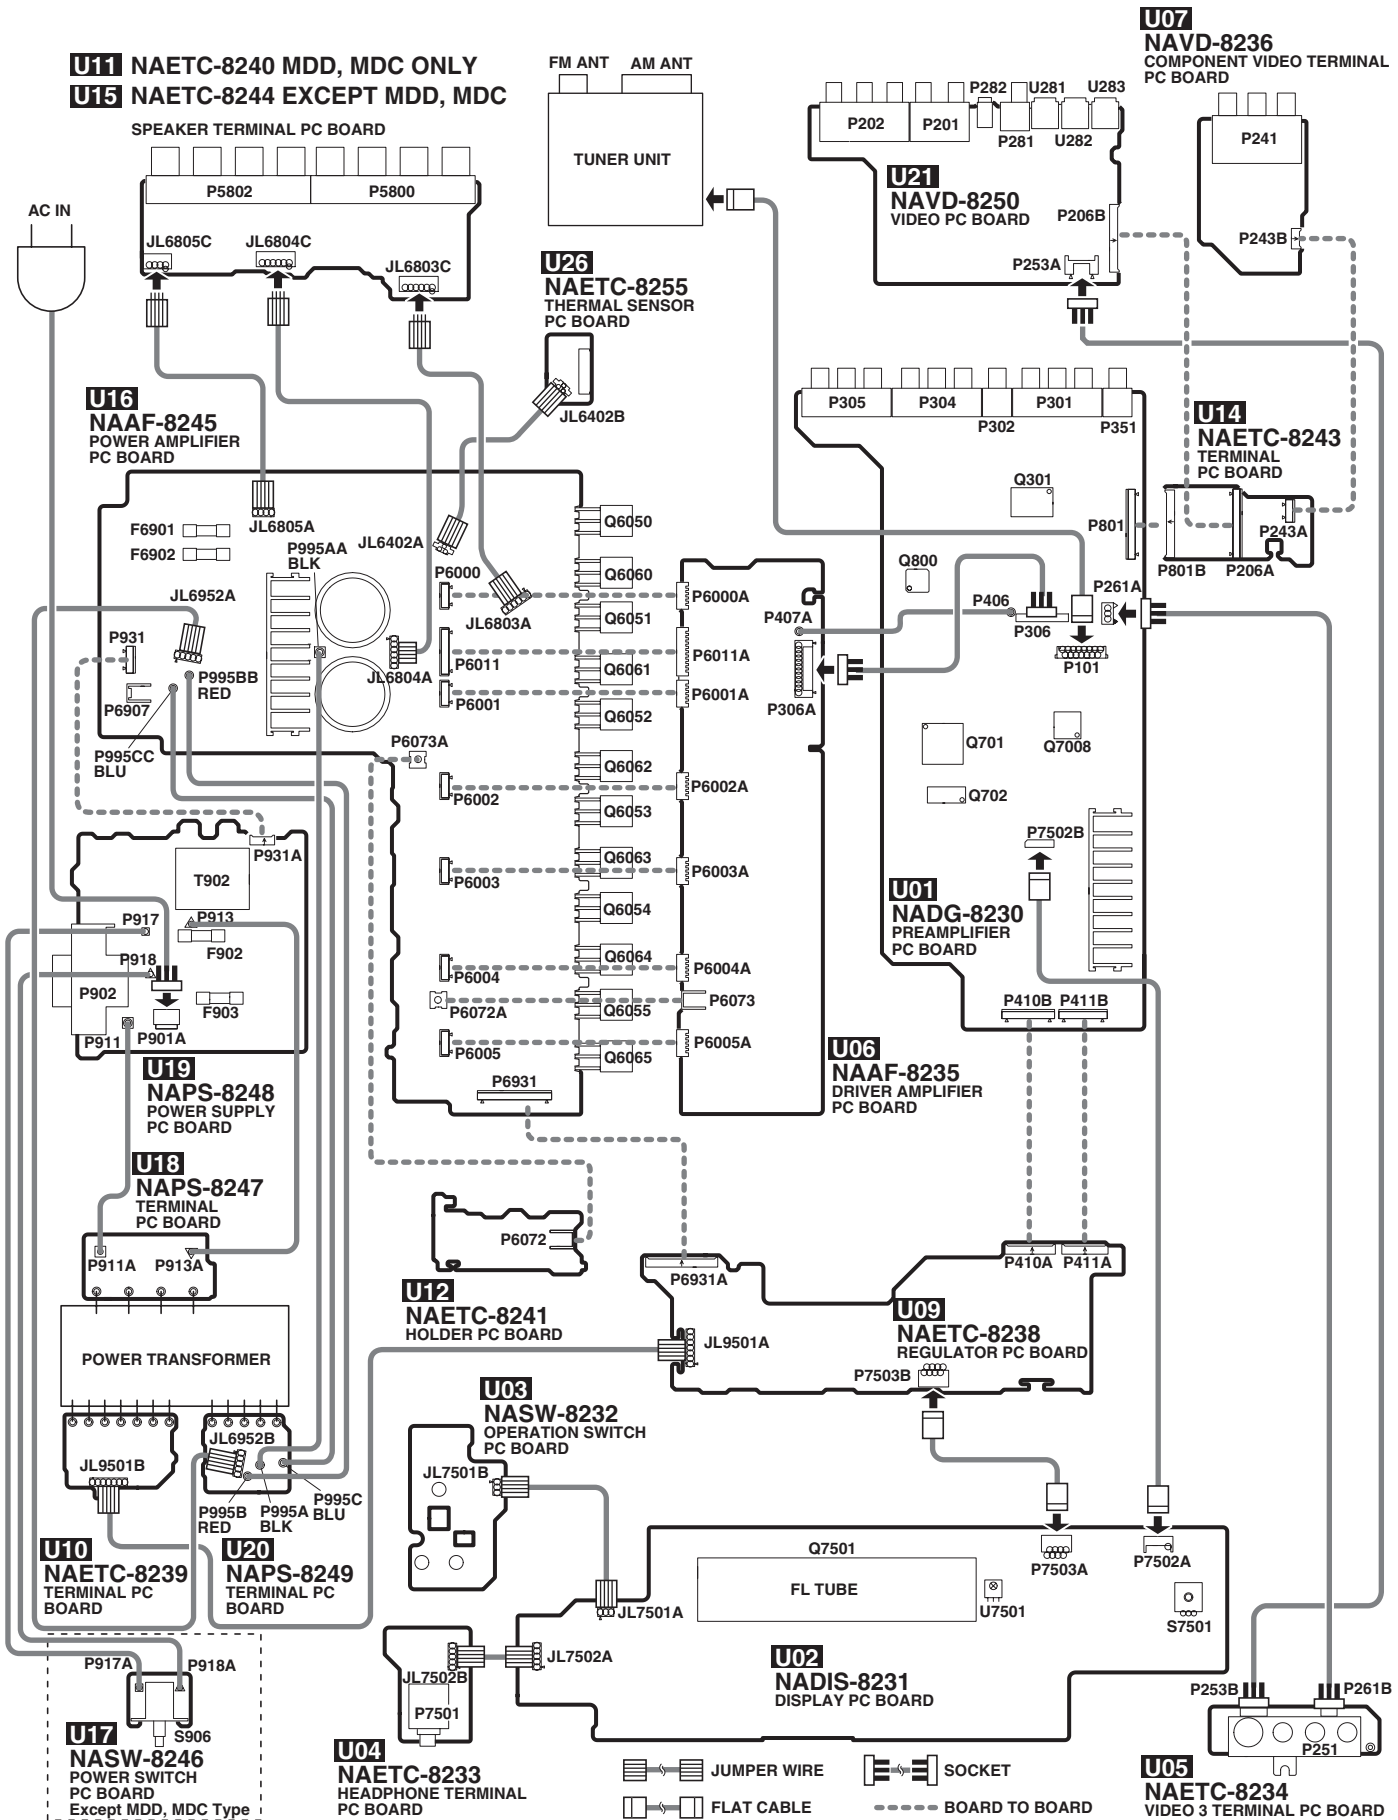 U07
NAVD-8236
COMPONENT VIDEO TERMINAL
PC BOARD
U11 NAETC-8240 MDD, MDC ONLY
U15 NAETC-8244 EXCEPT MDD, MDC
SPEAKER TERMINAL PC BOARD
FM ANT
AM ANT
TUNER UNIT
P282
U281
U283
P202
P201
P281
U282
P241
U21
NAVD-8250
VIDEO PC BOARD
P206B
P253A
P243B
P5802
P5800
AC IN
JL6805C
JL6804C
JL6803C
U26
NAETC-8255
THERMAL SENSOR
PC BOARD
JL6402B
U16
NAAF-8245
POWER AMPLIFIER
PC BOARD
P305
P304
P301
P302
P351
U14
NAETC-8243
TERMINAL
PC BOARD
Q301
P801
P243A
P801B
P206A
F6901
F6902
JL6805A
P995AA
BLK
JL6402A
Q6050
P6000
Q6060
P6000A
Q800
P261A
JL6952A
JL6803A
Q6051
P407A
P406
P306
P101
P931
P6011
Q6061
P6011A
P995BB
RED
JL6804A
P6907
P6001
P6001A
P306A
P995CC
BLU
Q6052
P6073A
Q701
Q7008
Q6062
P6002
P6002A
Q702
Q6053
P7502B
P931A
Q6063
P6003
P6003A
T902
U01
NADG-8230
PREAMPLIFIER
PC BOARD
Q6054
P917
P913
F902
P918
Q6064
P6004
P6004A
P902
F903
P6072A
Q6055
P6073
P410B
P411B
P911
P901A
P6005
Q6065
P6005A
U19
NAPS-8248
POWER SUPPLY
PC BOARD
P6931
U06
NAAF-8235
DRIVER AMPLIFIER
PC BOARD
U18
NAPS-8247
TERMINAL
PC BOARD
P911A
P913A
P6072
P6931A
P410A
P411A
U12
NAETC-8241
HOLDER PC BOARD
U09
NAETC-8238
REGULATOR PC BOARD
JL9501A
P7503B
POWER TRANSFORMER
U03
NASW-8232
OPERATION SWITCH
PC BOARD
JL7501B
JL9501B
JL6952B
P995B
RED
P995A
BLK
P995C
BLU
U10
NAETC-8239
TERMINAL PC
BOARD
U20
NAPS-8249
TERMINAL PC
BOARD
Q7501
FL TUBE
P7503A
P7502A
U7501
S7501
JL7501A
JL7502A
JL7502B
P7501
U02
NADIS-8231
DISPLAY PC BOARD
P917A
P918A
S906
U17
NASW-8246
POWER SWITCH
PC BOARD
Except MDD, MDC Type
U04
NAETC-8233
HEADPHONE TERMINAL
PC BOARD
P253B
P261B
P251
U05
NAETC-8234
VIDEO 3 TERMINAL PC BOARD
JUMPER WIRE
SOCKET
FLAT CABLE
BOARD TO BOARD